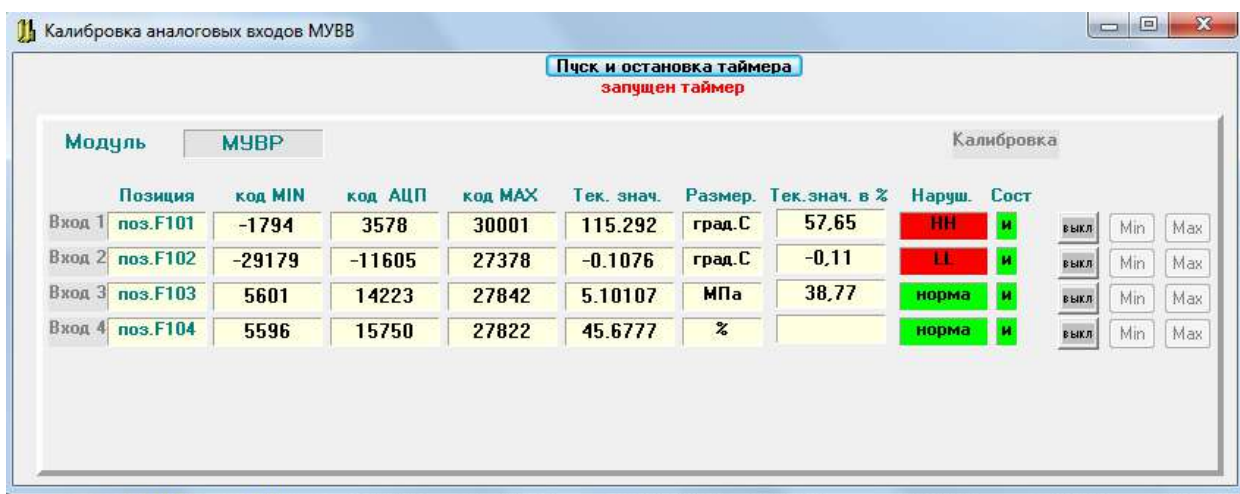 Калибровка аналоговых входов МУВВ
Пуск и остановка таймера
запущен таймер
Модуль МУВР Калибровка
Позиция код MIN код АЦП код MAX Тек. знач. Размер. Тек.знач. в % Наруш. Сост
Вход 1 поз.F101 -1794 3578 30001 115.292 град.С 57,65 HH и выкл Min Max
Вход 2 поз.F102 -29179 -11605 27378 -0.1076 град.С -0,11 LL и выкл Min Max
Вход 3 поз.F103 5601 14223 27842 5.10107 МПа 38,77 норма и выкл Min Max
Вход 4 поз.F104 5596 15750 27822 45.6777 % норма и выкл Min Max